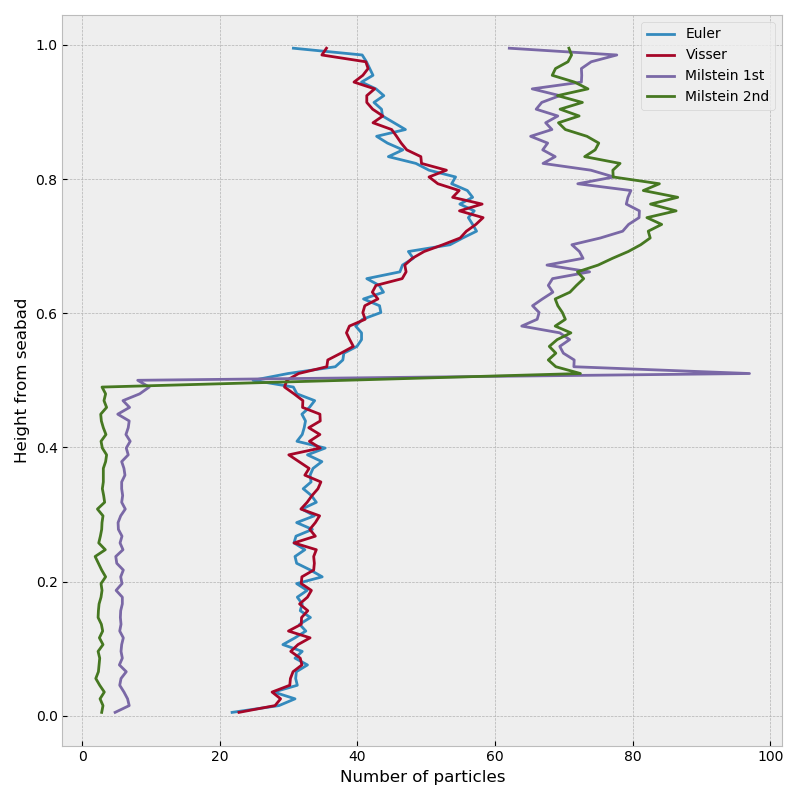 1.0
0.8
0.6
0.4
0.2
0.0
Height from seabad
Euler
Visser
Milstein 1st
Milstein 2nd
0 20 40 60 80 100
Number of particles